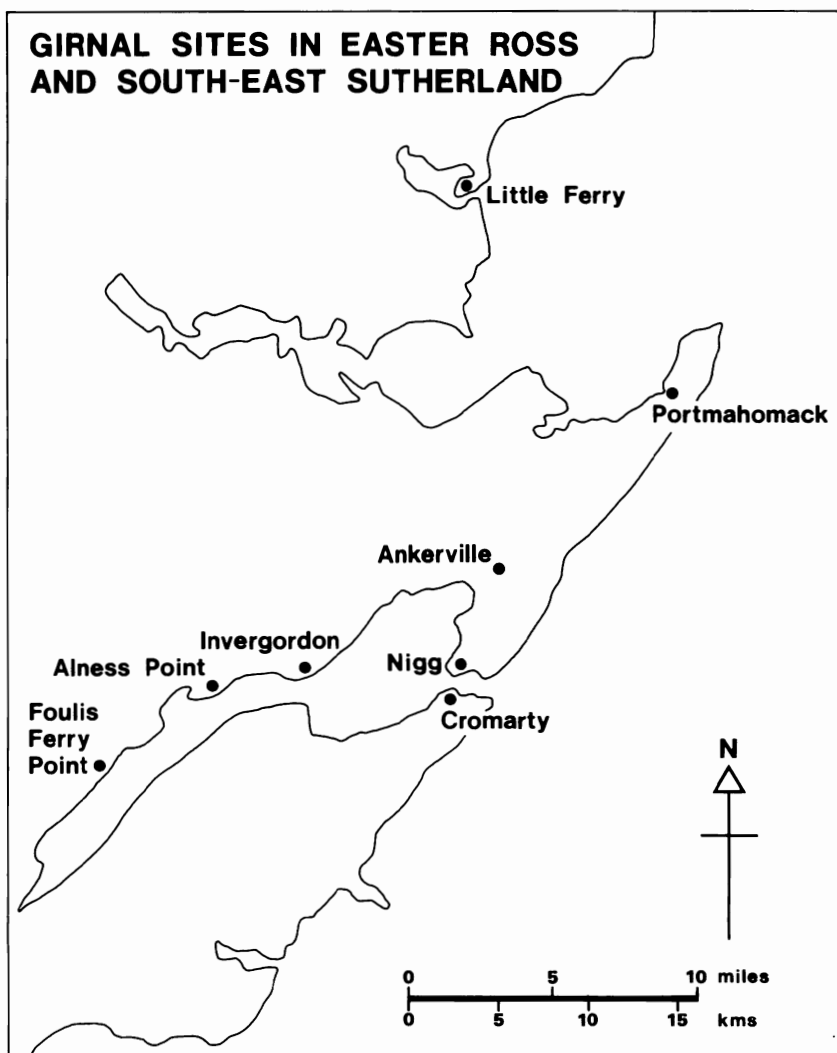 GIRNAL SITES IN EASTER ROSS
AND SOUTH-EAST SUTHERLAND
Little Ferry
Portmahomack
Ankerville
Invergordon
Alness Point
Nigg
Foulis
Ferry
Point
Cromarty
N
0 5 10 miles
0 5 10 15 kms